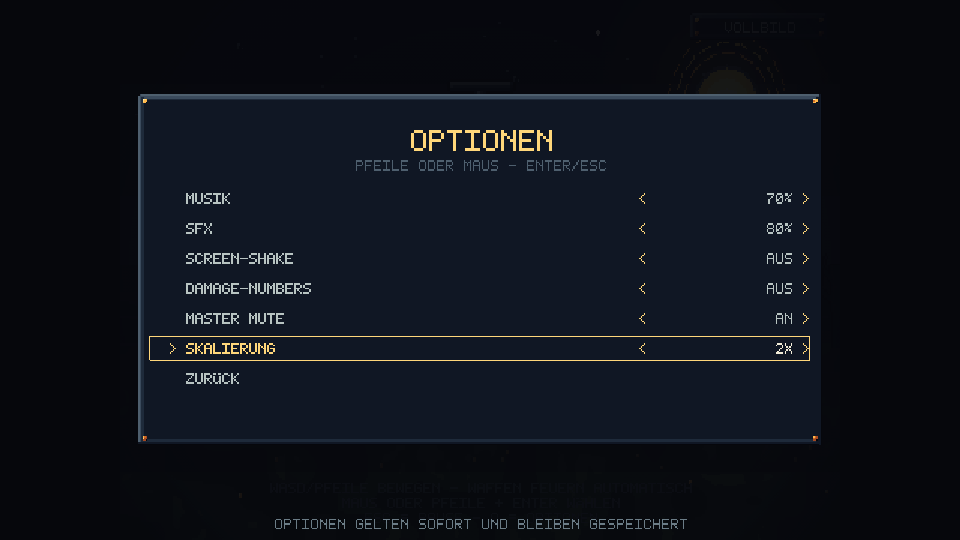 VOLLBILD
OPTIONEN
PFEILE ODER MAUS - ENTER/ESC
MUSIK < 70% >
SFX < 80% >
SCREEN-SHAKE < AUS >
DAMAGE-NUMBERS < AUS >
MASTER MUTE < AN >
> SKALIERUNG < 2X >
ZURüCK
OPTIONEN GELTEN SOFORT UND BLEIBEN GESPEICHERT